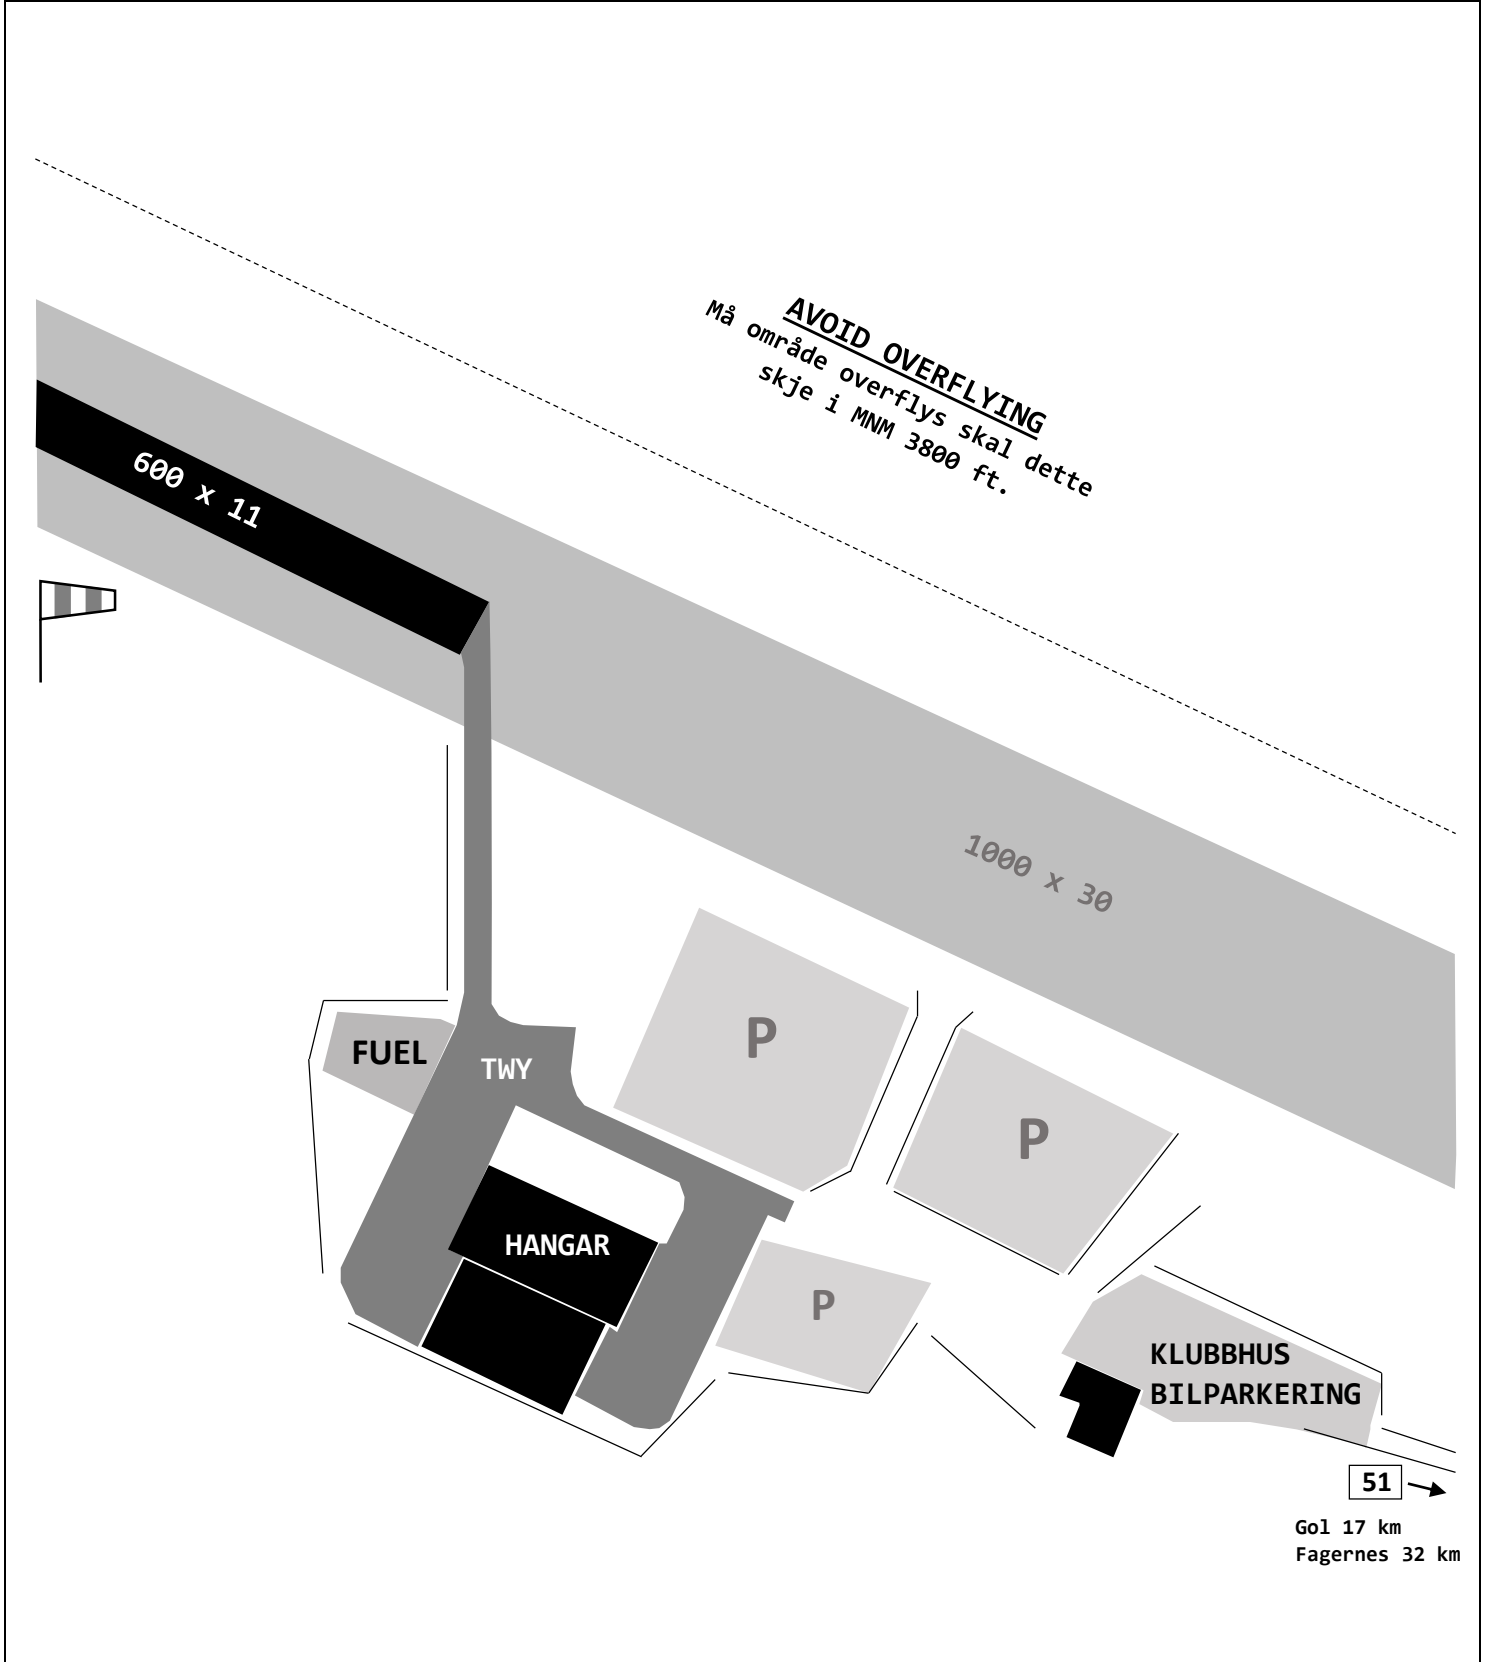 AVOID OVERFLYING
Må område overflys skal dette
skje i MNM 3800 ft.
600 x 11
1000 x 30
P
FUEL
TWY
P
HANGAR
P
KLUBBHUS
BILPARKERING
51
Gol 17 km
Fagernes 32 km